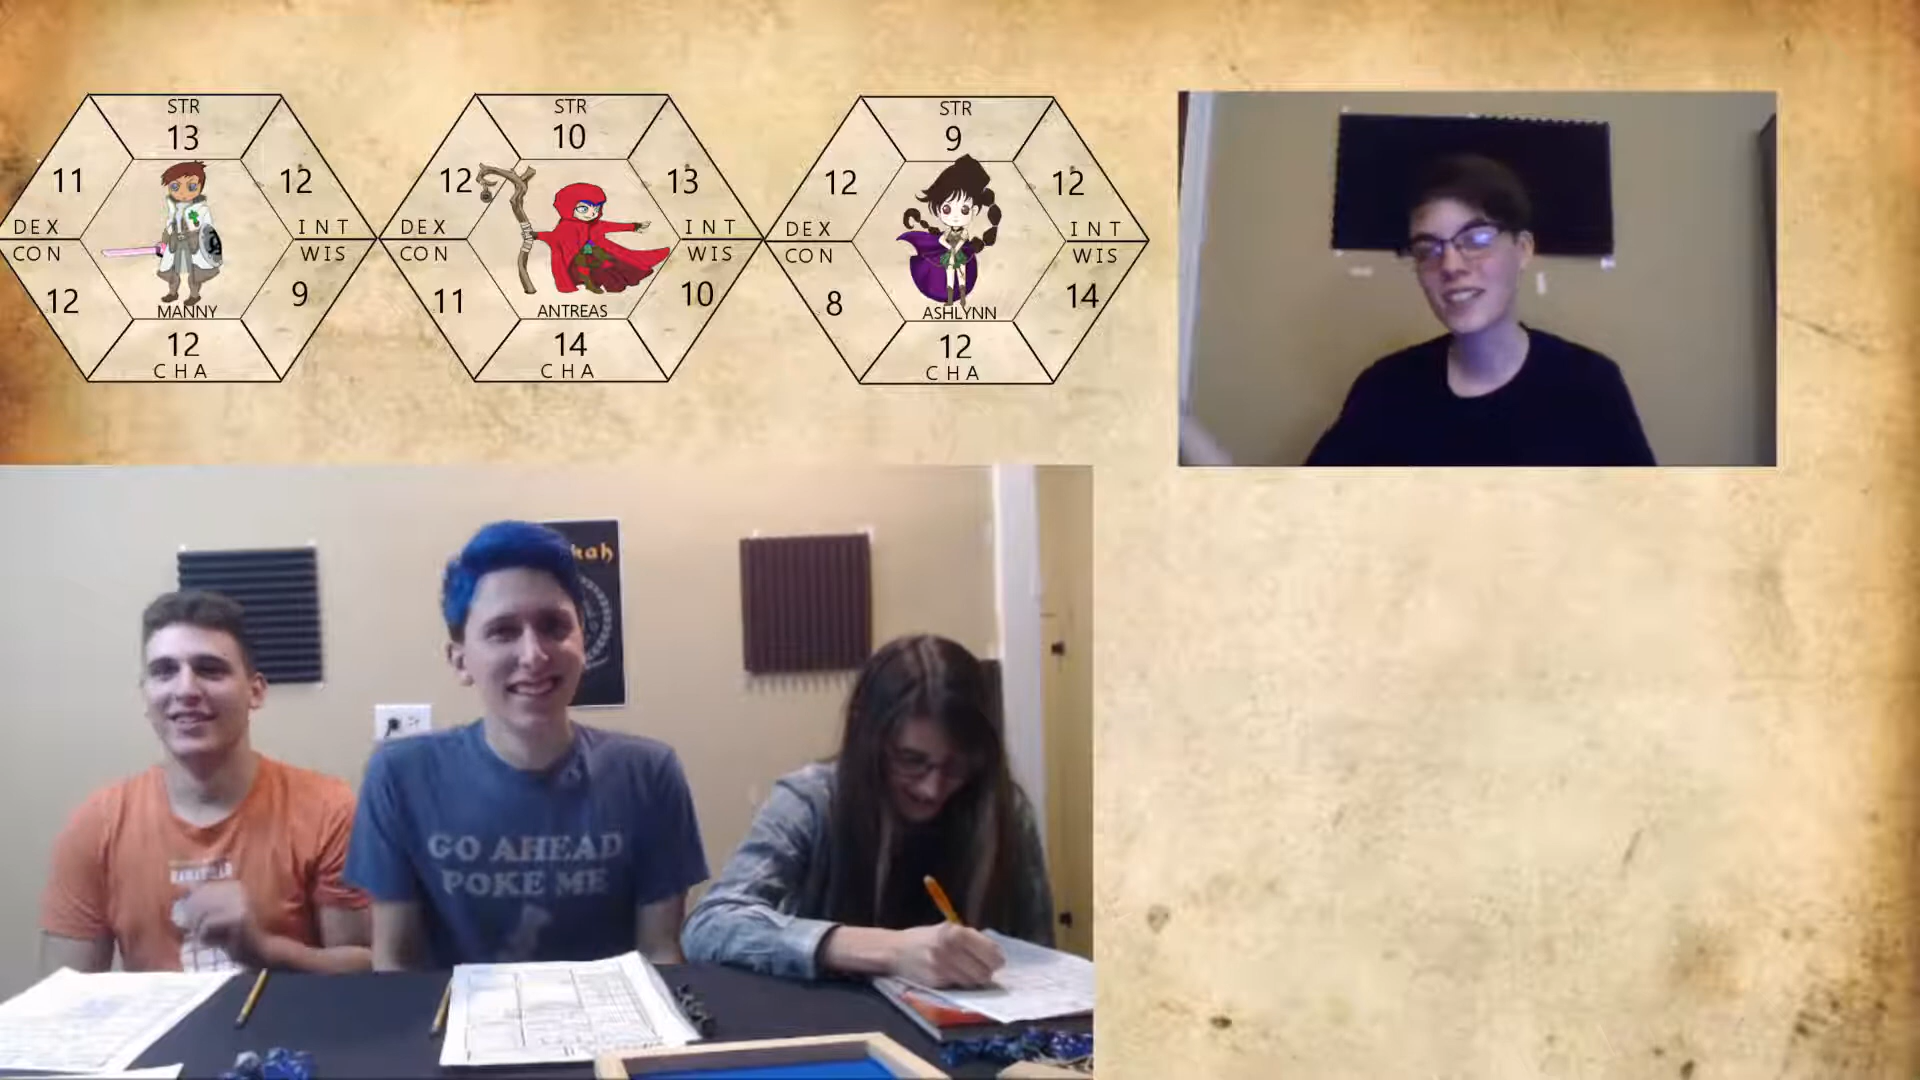 STR
13
11
12
DEX
INT
CON
WIS
12
9
MANNY
12
CHA
STR
10
12
13
DEX
INT
CON
WIS
11
10
ANTREAS
14
CHA
STR
9
12
12
DEX
INT
CON
WIS
8
14
ASHLYNN
12
CHA
kah
GO AHEAD
POKE ME